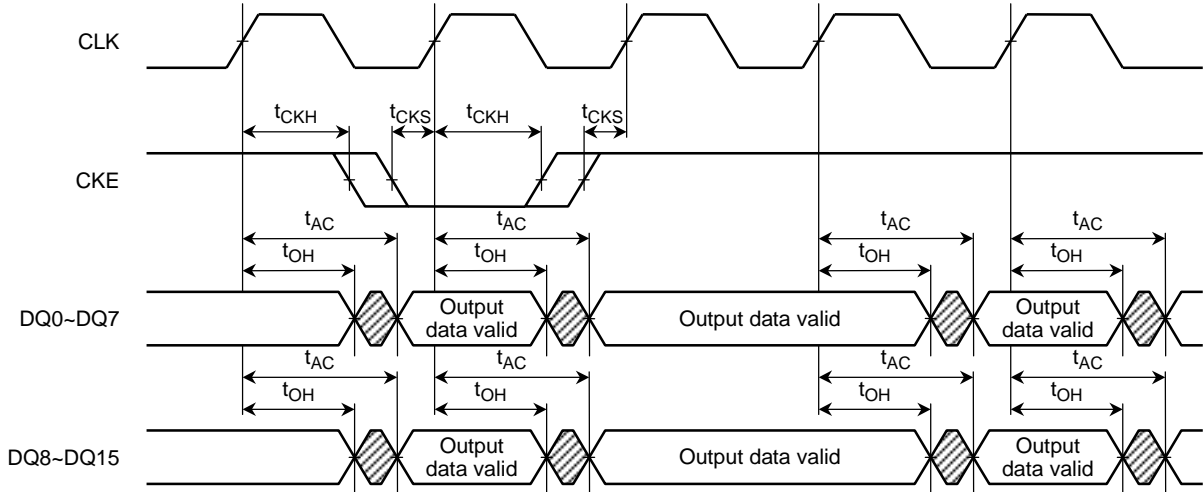 CLK
tCKH
tCKS
tCKH
tCKS
CKE
tAC
tAC
tAC
tAC
tOH
tOH
tOH
tOH
DQ0~DQ7
Output
data valid
Output data valid
Output
data valid
tAC
tAC
tAC
tAC
tOH
tOH
tOH
tOH
DQ8~DQ15
Output
data valid
Output data valid
Output
data valid